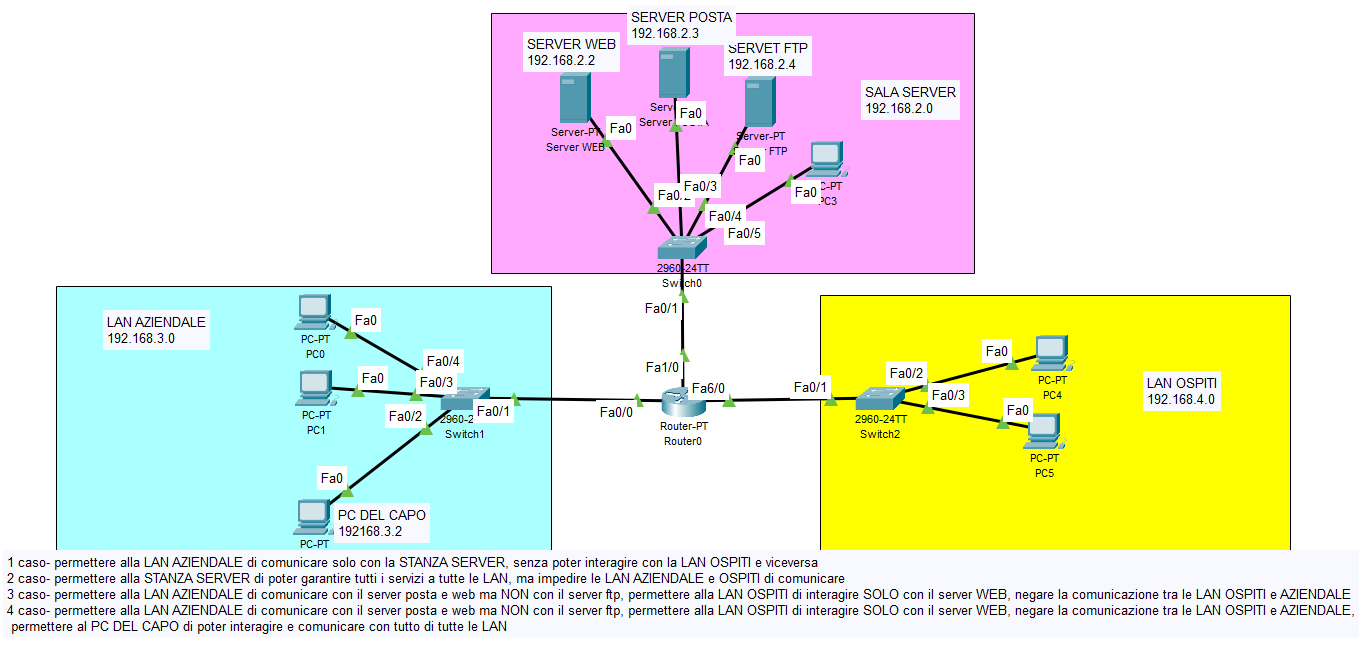 SERVER POSTA
192.168.2.3
SERVER WEB
192.168.2.2
SERVET FTP
192.168.2.4
SALA SERVER
192.168.2.0
Server-PT
Server WEB
Fa0
Serv
Server
Fa0
Server-PT
FTP
Fa0
C-PT
PC3
Fa0
Fa0/2
Fa0/3
Fa0/4
Fa0/5
2960-24TT
Switch0
Fa0/1
LAN AZIENDALE
192.168.3.0
PC-PT
PC0
Fa0
PC-PT
PC1
Fa0
Fa0/4
Fa0/3
Fa0/2
Fa0/1
2960-2
Switch1
Fa0
PC DEL CAPO
192168.3.2
PC-PT
Fa1/0
Fa6/0
Fa0/0
Router-PT
Router0
Fa0/1
Fa0/2
Fa0/3
2960-24TT
Switch2
Fa0
PC-PT
PC4
Fa0
PC-PT
PC5
LAN OSPITI
192.168.4.0
1 caso- permettere alla LAN AZIENDALE di comunicare solo con la STANZA SERVER, senza poter interagire con la LAN OSPITI e viceversa
2 caso- permettere alla STANZA SERVER di poter garantire tutti i servizi a tutte le LAN, ma impedire le LAN AZIENDALE e OSPITI di comunicare
3 caso- permettere alla LAN AZIENDALE di comunicare con il server posta e web ma NON con il server ftp, permettere alla LAN OSPITI di interagire SOLO con il server WEB, negare la comunicazione tra le LAN OSPITI e AZIENDALE
4 caso- permettere alla LAN AZIENDALE di comunicare con il server posta e web ma NON con il server ftp, permettere alla LAN OSPITI di interagire SOLO con il server WEB, negare la comunicazione tra le LAN OSPITI e AZIENDALE,
permettere al PC DEL CAPO di poter interagire e comunicare con tutto di tutte le LAN